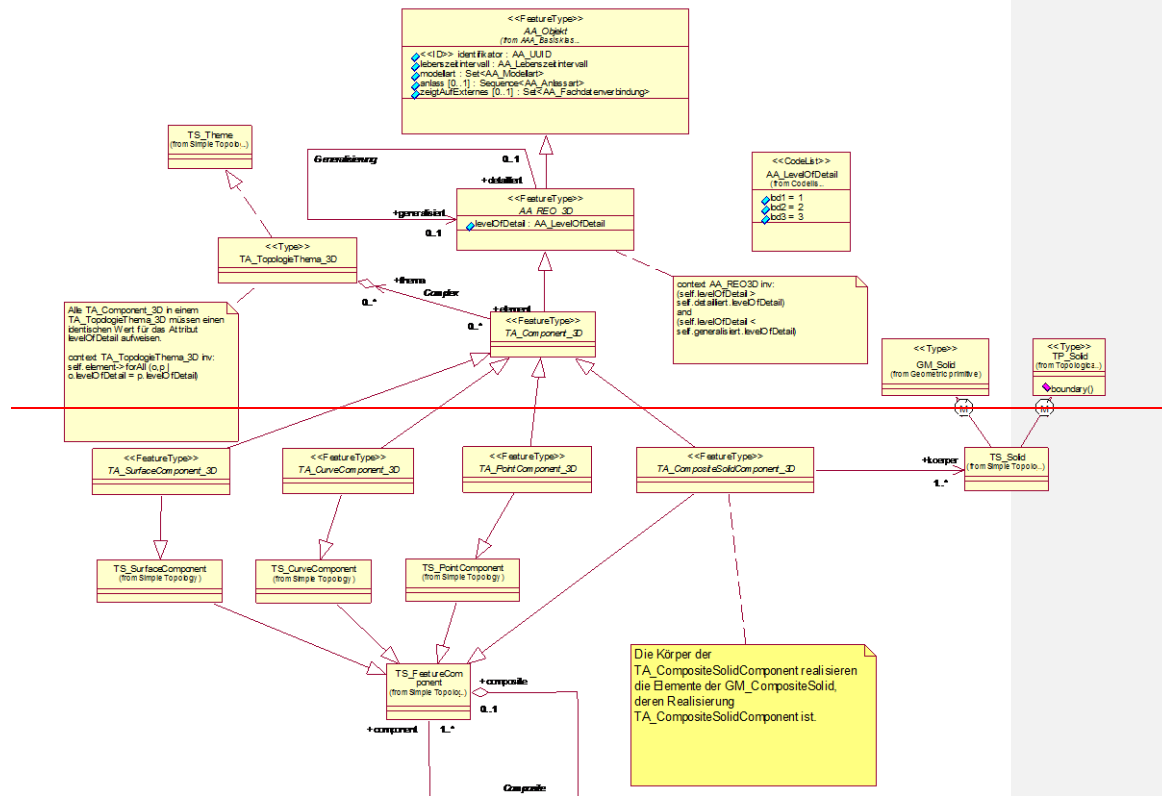 <<FeatureType>>
AA_Objekt
(from AAA_Basisklas...
<<ID>> identifikator : AA_UUID
lebenszeitintervall : AA_Lebenszeitintervall
modellart : Set<AA_Modellart>
anlass [0..1] : Sequence<AA_Anlassart>
zeigtAufExternes [0..1] : Set<AA_Fachdatenverbindung>
TS_Theme
(from Simple Topolo...)
Generalisierung
0..1
+detailliert
<<CodeList>>
AA_LevelOfDetail
(from Codelis...
lod1 = 1
lod2 = 2
lod3 = 3
<<FeatureType>>
AA_REO_3D
levelOfDetail : AA_LevelOfDetail
+generalisiert
0..1
<<Type>>
TA_TopologieThema_3D
+thema
0..*
Complex
+element
0..*
context AA_REO3D inv:
(self.levelOfDetail >
self.detailliert.levelOfDetail)
and
(self.levelOfDetail <
self.generalisiert.levelOfDetail)
Alle TA_Component_3D in einem
TA_TopologieThema_3D müssen einen
identischen Wert für das Attribut
levelOfDetail aufweisen.
context TA_TopologieThema_3D inv:
self.element->forAll (o,p |
o.levelOfDetail = p.levelOfDetail)
<<FeatureType>>
TA_Component_3D
<<Type>>
GM_Solid
(from Geometric primitive)
<<Type>>
TP_Solid
(from Topologica...)
boundary()
M
M
<<FeatureType>>
TA_SurfaceComponent_3D
<<FeatureType>>
TA_CurveComponent_3D
<<FeatureType>>
TA_PointComponent_3D
<<FeatureType>>
TA_CompositeSolidComponent_3D
+koerper
1..*
TS_Solid
(from Simple Topolo...)
TS_SurfaceComponent
(from Simple Topology)
TS_CurveComponent
(from Simple Topology)
TS_PointComponent
(from Simple Topology)
TS_FeatureCom
ponent
(from Simple Topolog...)
+composite
0..1
+component
1..*
Composite
Die Körper der
TA_CompositeSolidComponent realisieren
die Elemente der GM_CompositeSolid,
deren Realisierung
TA_CompositeSolidComponent ist.